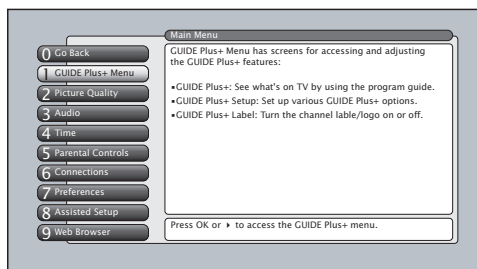 Main Menu
0 Go Back
1 GUIDE Plus+ Menu
2 Picture Quality
3 Audio
4 Time
5 Parental Controls
6 Connections
7 Preferences
8 Assisted Setup
9 Web Browser
GUIDE Plus+ Menu has screens for accessing and adjusting
the GUIDE Plus+ features:
▪GUIDE Plus+: See what's on TV by using the program guide.
▪GUIDE Plus+ Setup: Set up various GUIDE Plus+ options.
▪GUIDE Plus+ Label: Turn the channel lable/logo on or off.
Press OK or ▸ to access the GUIDE Plus+ menu.